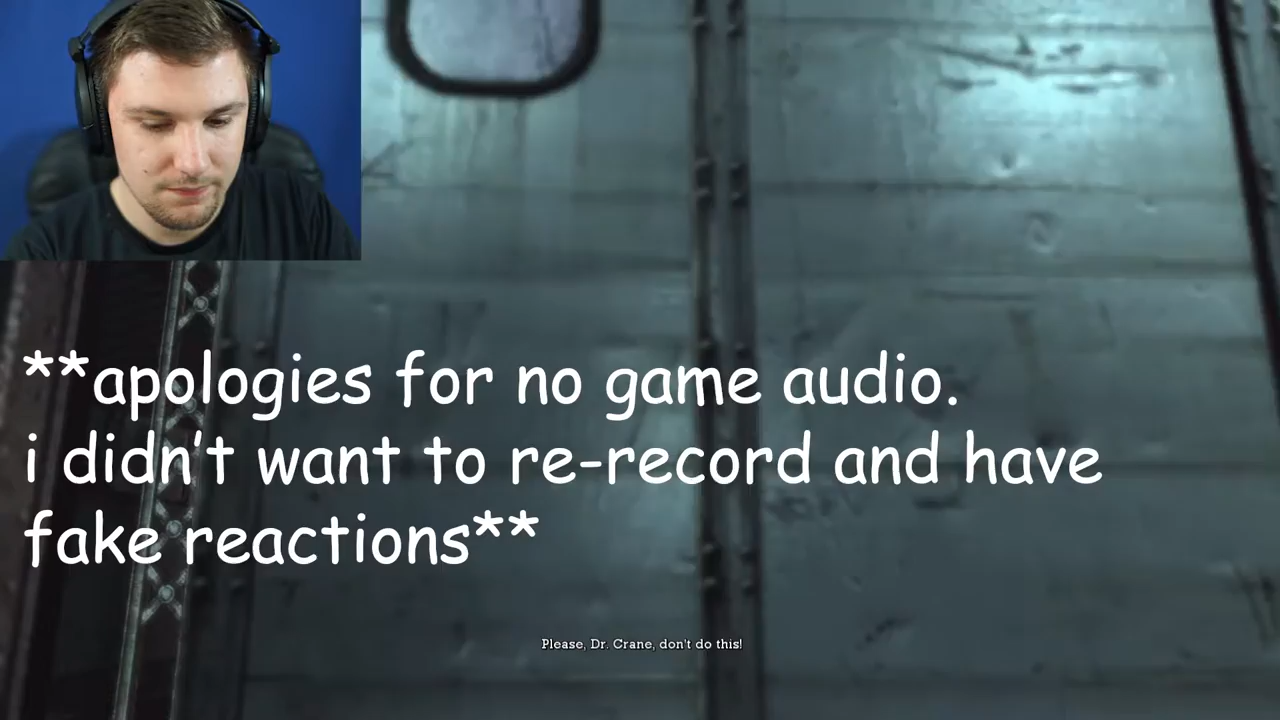 **apologies for no game audio.
i didn't want to re-record and have
fake reactions**
Please, Dr. Crane, don't do this!